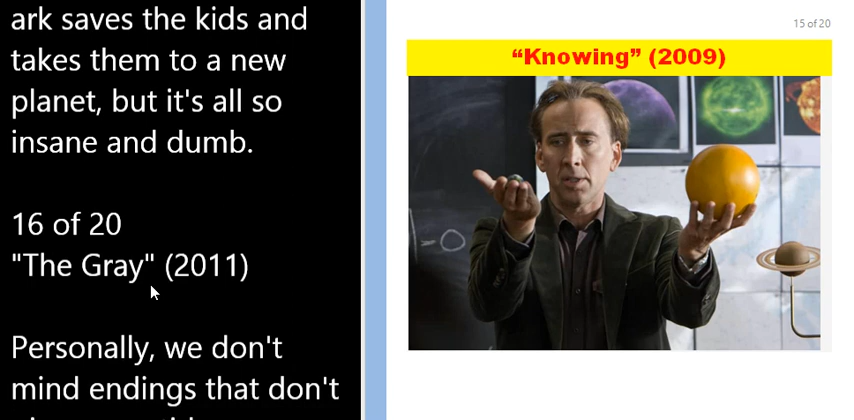 ark saves the kids and
takes them to a new
planet, but it's all so
insane and dumb.
16 of 20
"The Gray" (2011)
Personally, we don't
mind endings that don't
15 of 20
“Knowing” (2009)